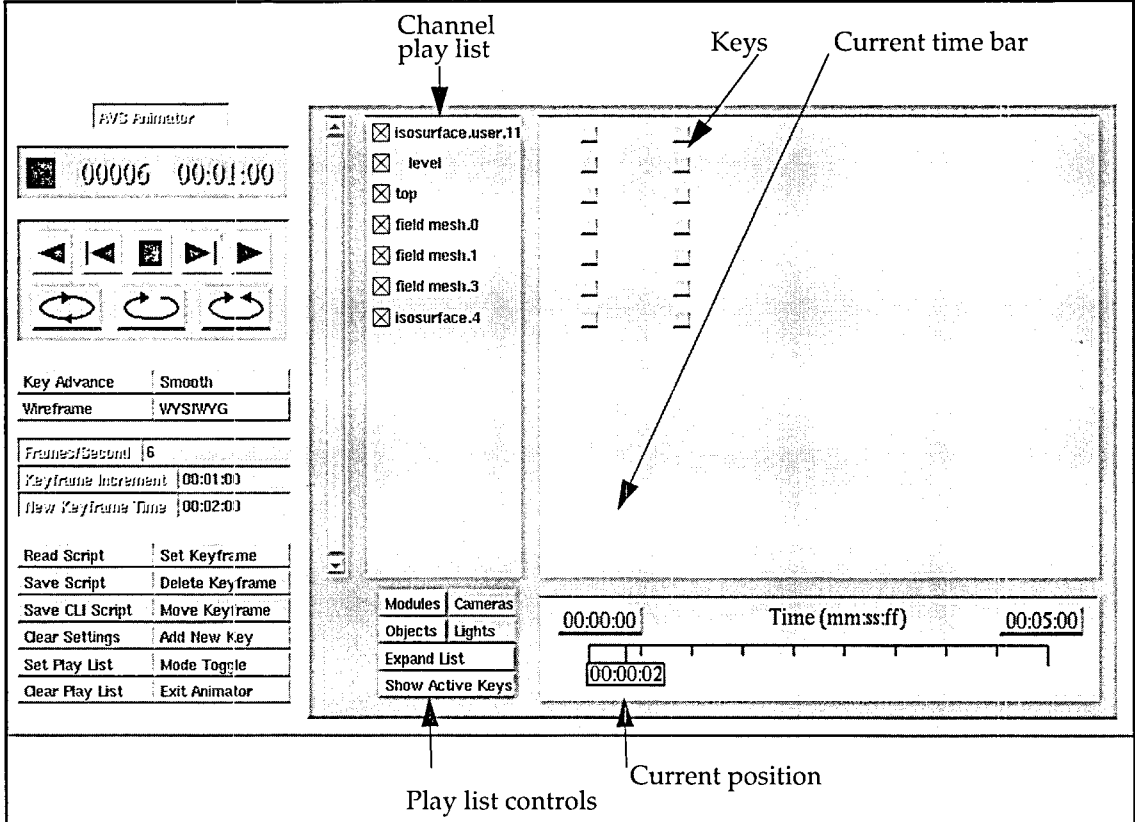 Channel
play list
Keys
Current time bar
AVS Animator
00006 00:01:00
isosurface.user.11
level
top
field mesh.0
field mesh.1
field mesh.3
isosurface.4
Key Advance Smooth
Wireframe WYSIWYG
Frames/Second 6
Keyframe Increment 00:01:00
New Keyframe Time 00:02:00
Read Script Set Keyframe
Save Script Delete Keyframe
Save CLI Script Move Keyframe
Clear Settings Add New Key
Set Play List Mode Toggle
Clear Play List Exit Animator
Modules Cameras
Objects Lights
Expand List
Show Active Keys
00:00:00 Time (mm:ss:ff) 00:05:00
00:00:02
Current position
Play list controls